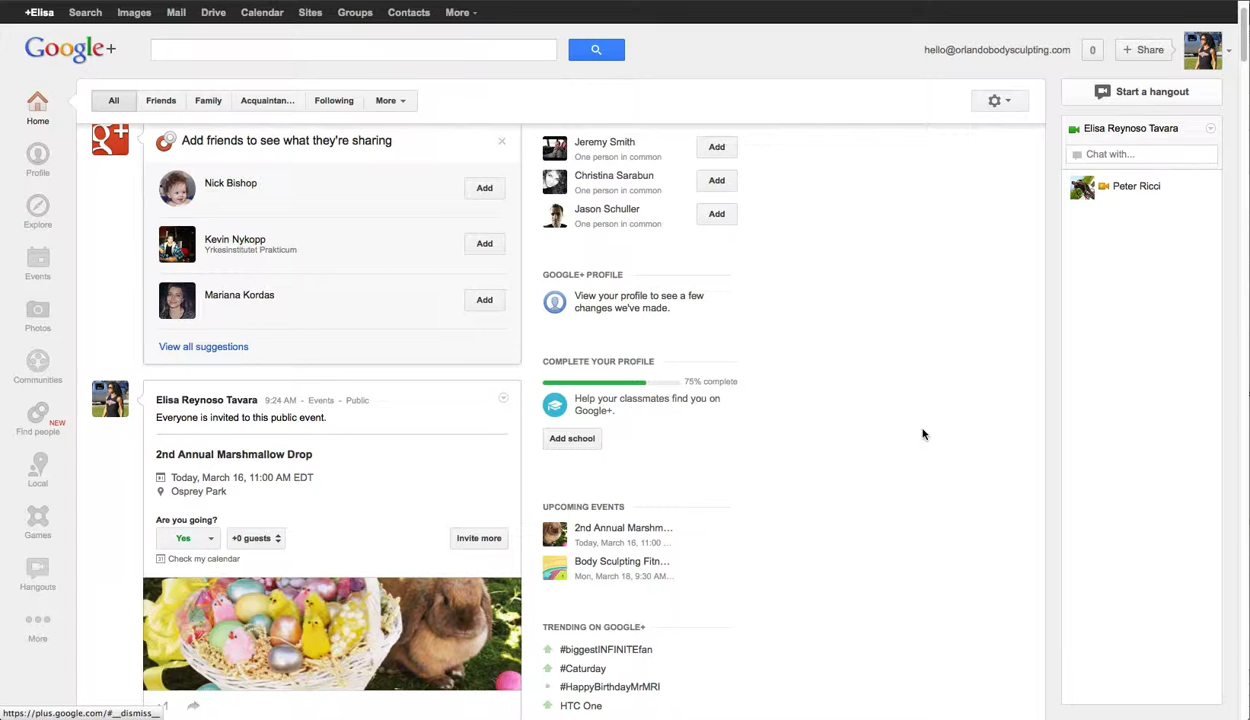 +Elisa Search Images Mail Drive Calendar Sites Groups Contacts More
Google+
hello@orlandobodysculpting.com 0 + Share
All Friends Family Acquaintan... Following More
Start a hangout
Home
Profile
Explore
Events
Photos
Communities
NEW
Find people
Local
Games
Hangouts
More
g+
Add friends to see what they're sharing
Nick Bishop
Add
Kevin Nykopp
Yrkesinstitutet Prakticum
Add
Mariana Kordas
Add
View all suggestions
Elisa Reynoso Tavara 9:24 AM - Events - Public
Everyone is invited to this public event.
2nd Annual Marshmallow Drop
31 Today, March 16, 11:00 AM EDT
Osprey Park
Are you going?
Yes +0 guests Invite more
31 Check my calendar
Jeremy Smith
One person in common
Add
Christina Sarabun
One person in common
Add
Jason Schuller
One person in common
Add
GOOGLE+ PROFILE
View your profile to see a few
changes we've made.
COMPLETE YOUR PROFILE
75% complete
Help your classmates find you on
Google+.
Add school
UPCOMING EVENTS
2nd Annual Marshm...
Today, March 16, 11:00 ...
Body Sculpting Fitn...
Mon, March 18, 9:30 AM...
TRENDING ON GOOGLE+
#biggestINFINITEfan
#Caturday
#HappyBirthdayMrMRI
HTC One
Elisa Reynoso Tavara
Chat with...
Peter Ricci
https://plus.google.com/#__dismiss__